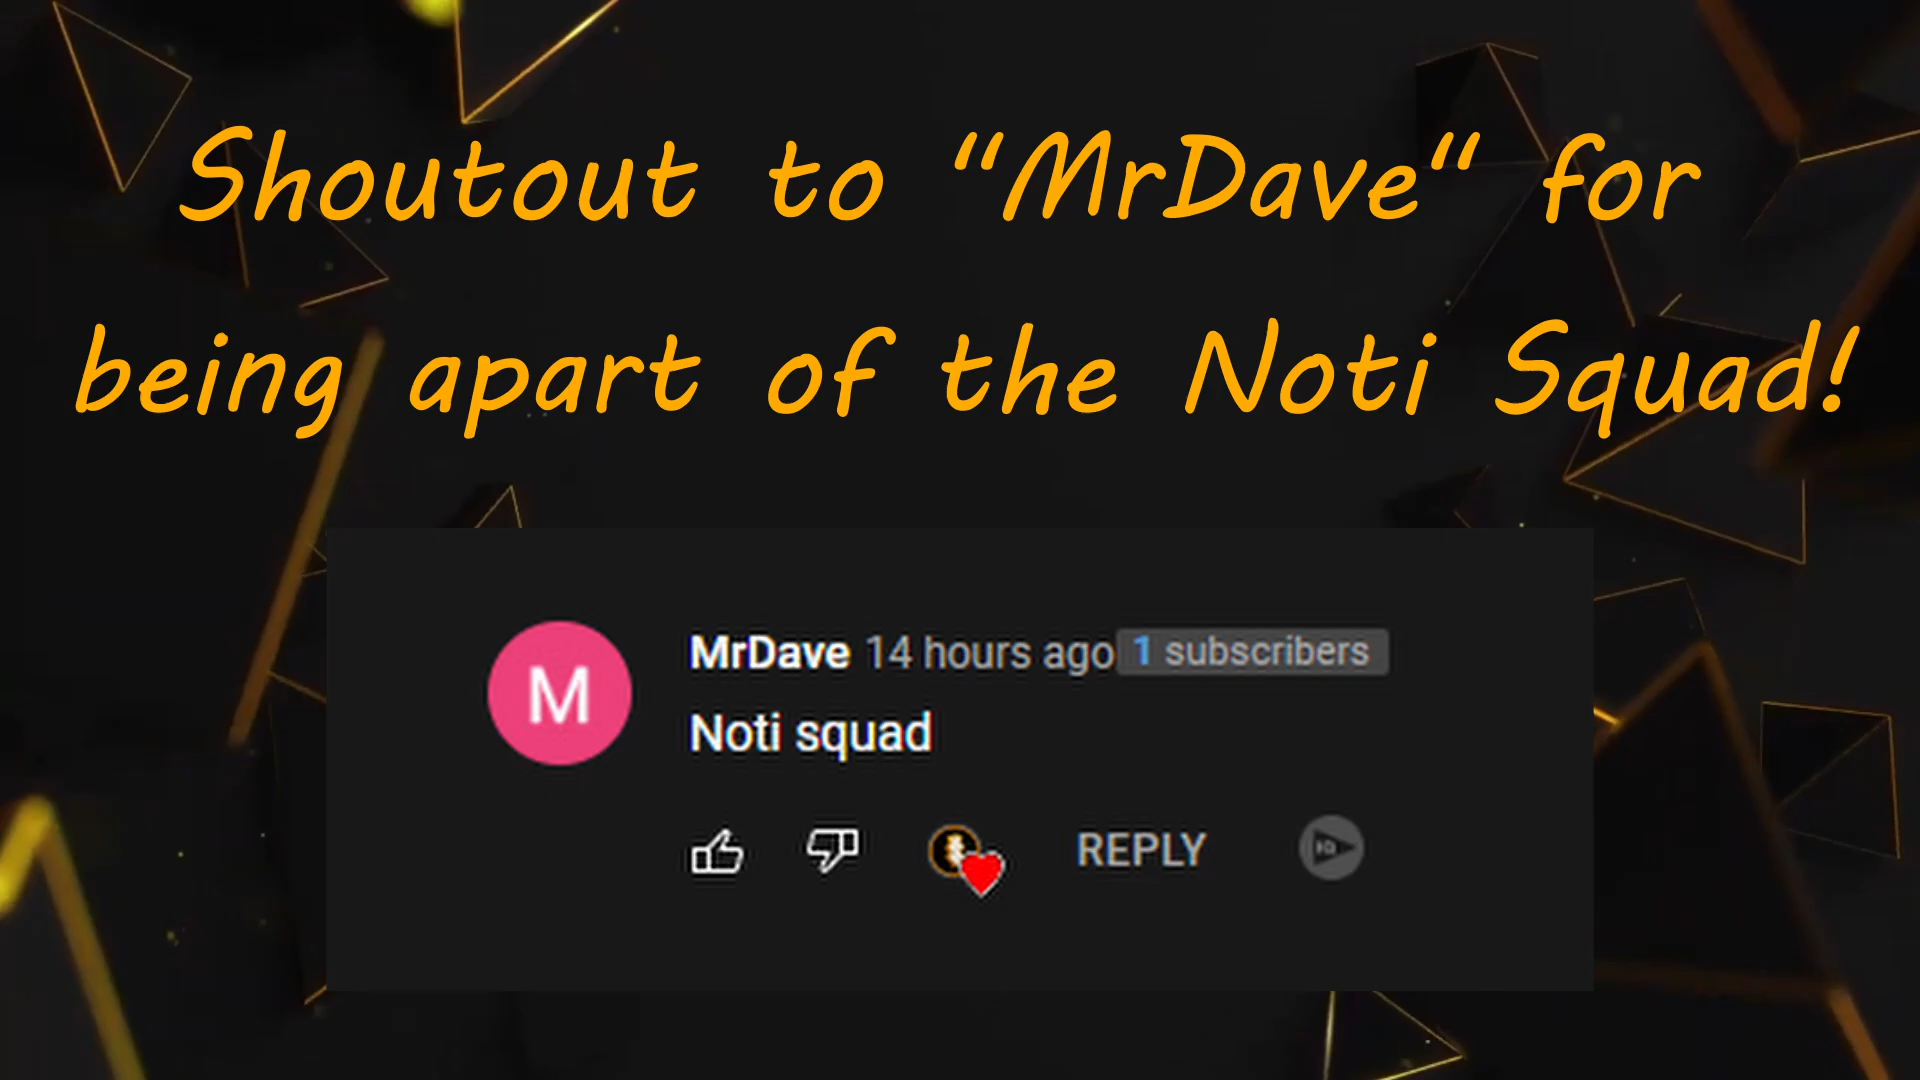 Shoutout to “MrDave“ for
being apart of the Noti Squad!
M
MrDave 14 hours ago 1 subscribers
Noti squad
REPLY